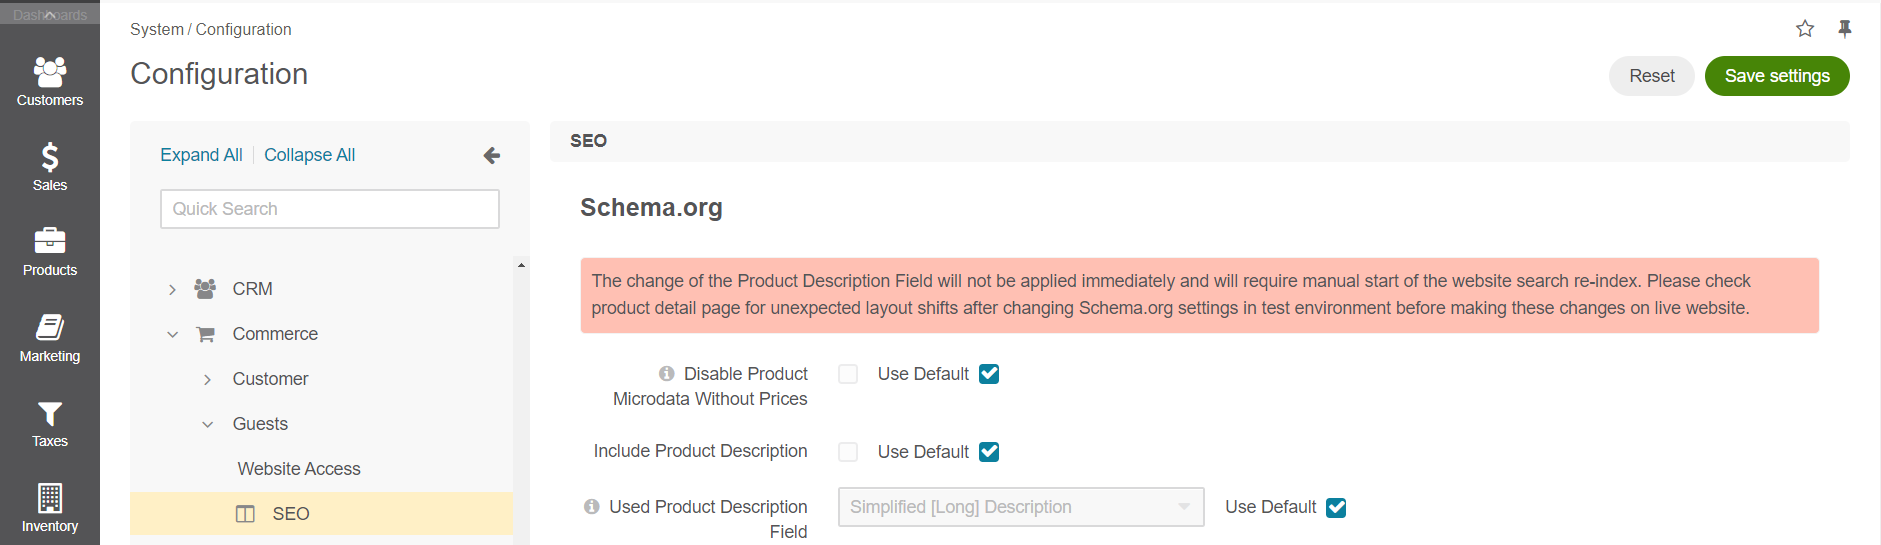 Dashboards
Customers
Sales
Products
Marketing
Taxes
Inventory
System / Configuration
Configuration
Reset
Save settings
Expand All
Collapse All
Quick Search
CRM
Commerce
Customer
Guests
Website Access
SEO
SEO
Schema.org
The change of the Product Description Field will not be applied immediately and will require manual start of the website search re-index. Please check
product detail page for unexpected layout shifts after changing Schema.org settings in test environment before making these changes on live website.
Disable Product
Microdata Without Prices
Use Default
Include Product Description
Use Default
Used Product Description
Field
Simplified [Long] Description
Use Default